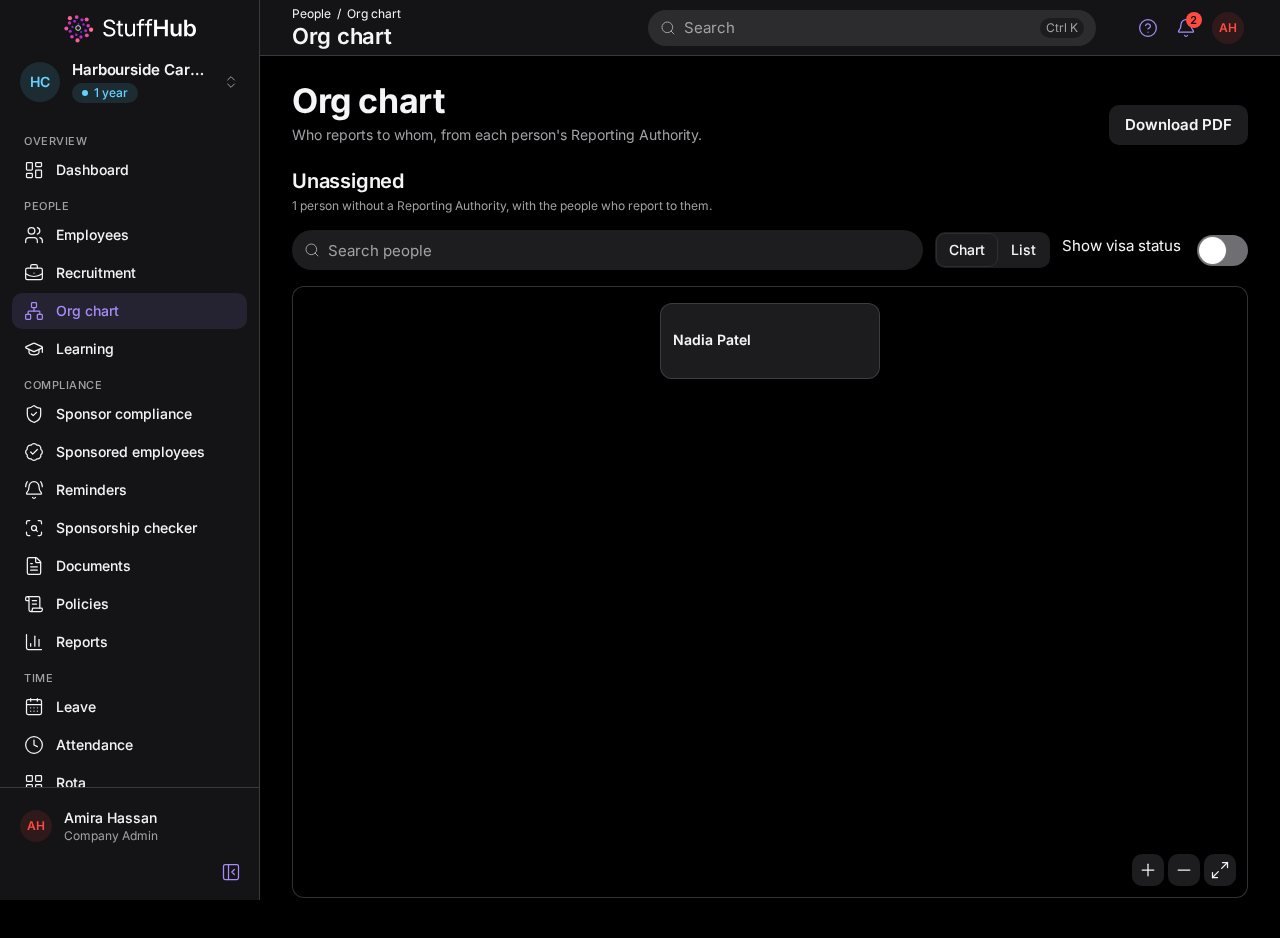 StuffHub
HC
Harbourside Car...
1 year
OVERVIEW
Dashboard
PEOPLE
Employees
Recruitment
Org chart
Learning
COMPLIANCE
Sponsor compliance
Sponsored employees
Reminders
Sponsorship checker
Documents
Policies
Reports
TIME
Leave
Attendance
Rota
AH
Amira Hassan
Company Admin
People / Org chart
Org chart
Search
Ctrl K
2
AH
Org chart
Who reports to whom, from each person's Reporting Authority.
Download PDF
Unassigned
1 person without a Reporting Authority, with the people who report to them.
Search people
Chart
List
Show visa status
Nadia Patel